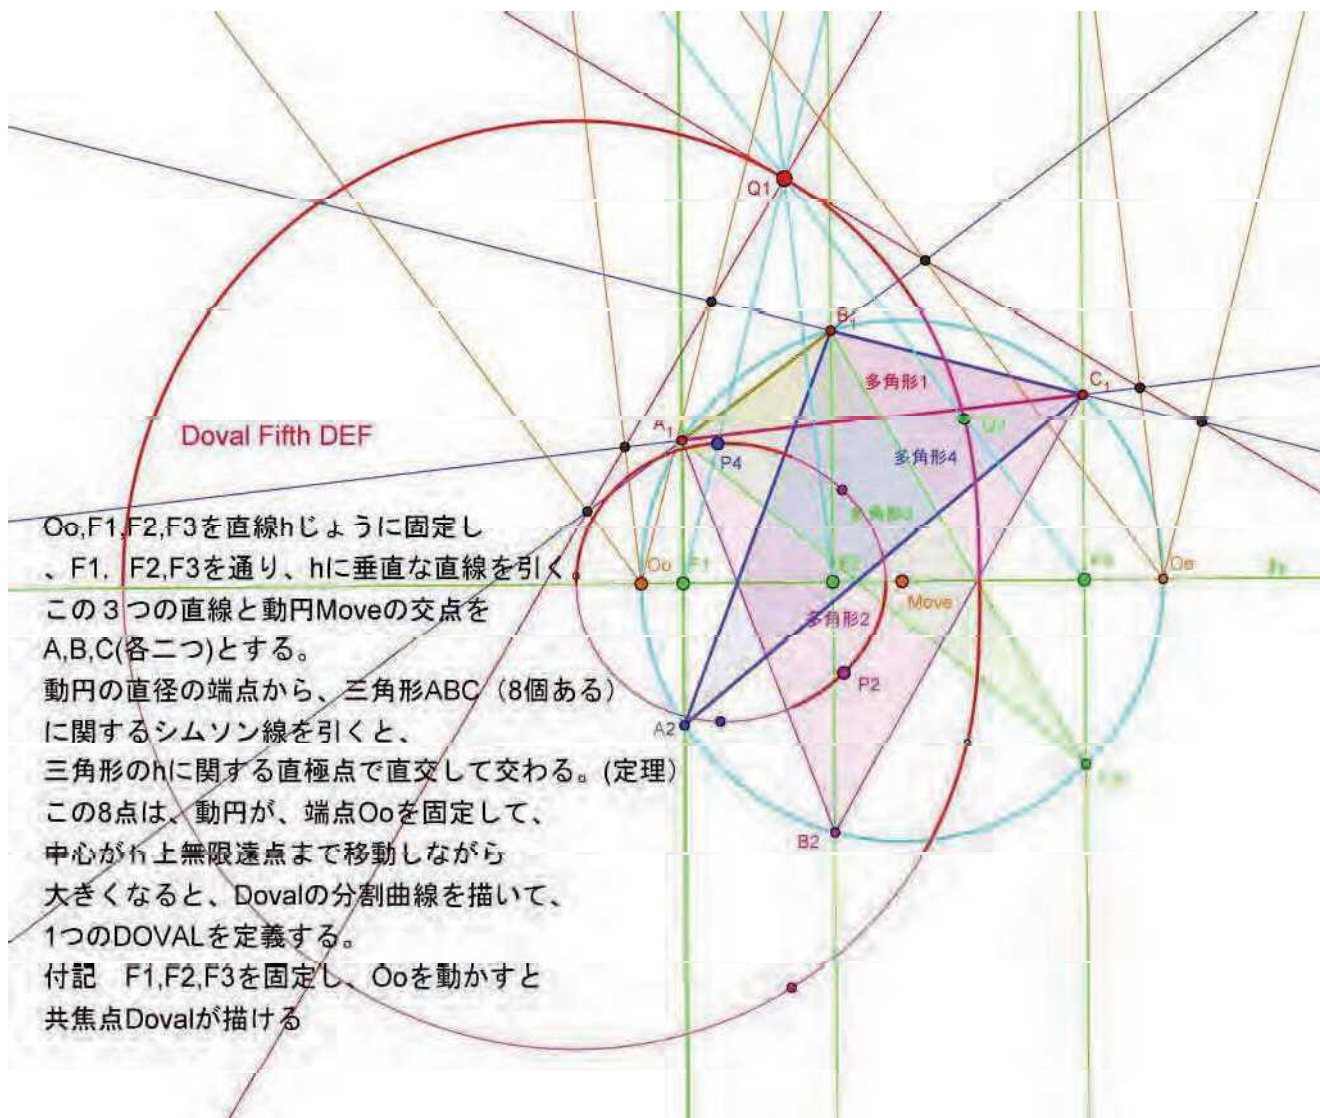 Q1
B1
多角形1
C1
Doval Fifth DEF
A1
P4
多角形4
Oo,F1,F2,F3を直線hじょうに固定し
、F1, F2,F3を通り、hに垂直な直線を引く
Oo
F1
Oe
この３つの直線と動円Moveの交点を
Move
多角形2
A,B,C(各二つ)とする。
動円の直径の端点から、三角形ABC（8個ある）
P2
に関するシムソン線を引くと、
A2
三角形のhに関する直極点で直交して交わる。(定理）
この8点は、動円が、端点Ooを固定して、
B2
中心がh上無限遠点まで移動しながら
大きくなると、Dovalの分割曲線を描いて、
1つのDOVALを定義する。
付記　F1,F2,F3を固定し、Ooを動かすと
共焦点Dovalが描ける